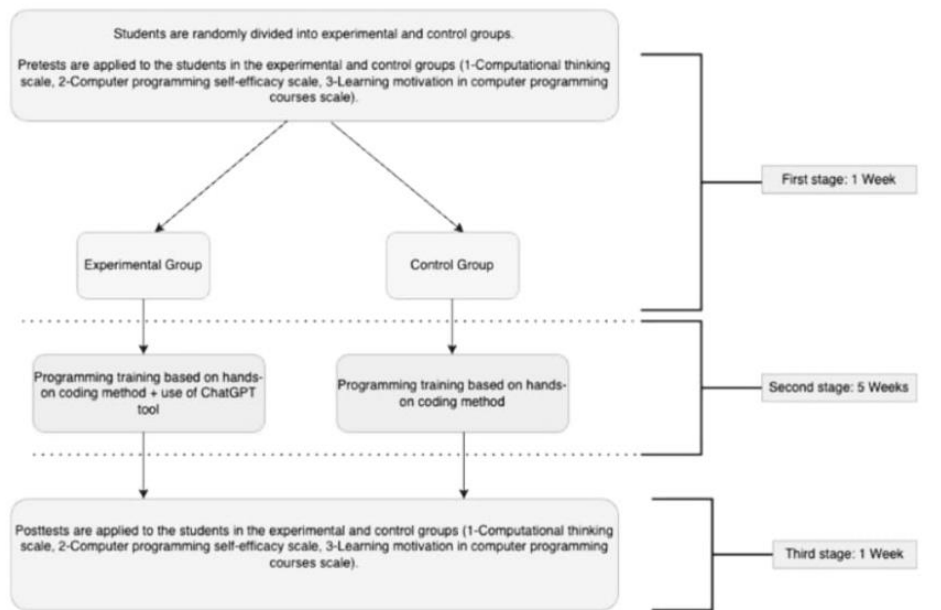 Students are randomly divided into experimental and control groups.
Pretests are applied to the students in the experimental and control groups (1-Computational thinking
scale, 2-Computer programming self-efficacy scale, 3-Learning motivation in computer programming
courses scale).
First stage: 1 Week
Experimental Group
Control Group
Programming training based on hands-
on coding method + use of ChatGPT
tool
Programming training based on hands-
on coding method
Second stage: 5 Weeks
Posttests are applied to the students in the experimental and control groups (1-Computational thinking
scale, 2-Computer programming self-efficacy scale, 3-Learning motivation in computer programming
courses scale).
Third stage: 1 Week